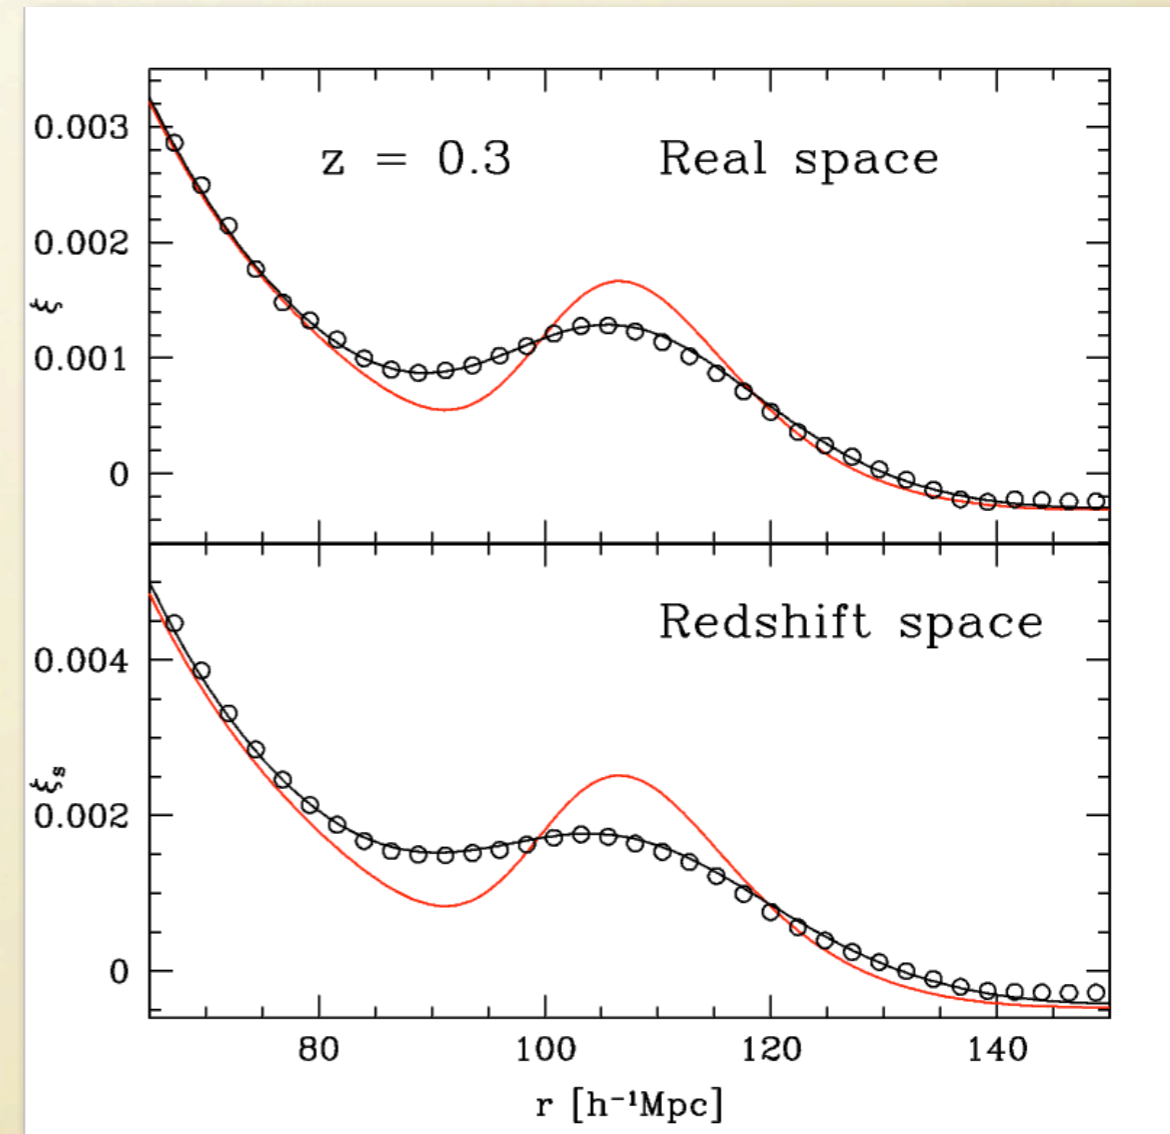 0.003
z = 0.3 Real space
0.002
ξ
0.001
0
Redshift space
0.004
ξs
0.002
0
80 100 120 140
r [h⁻¹Mpc]